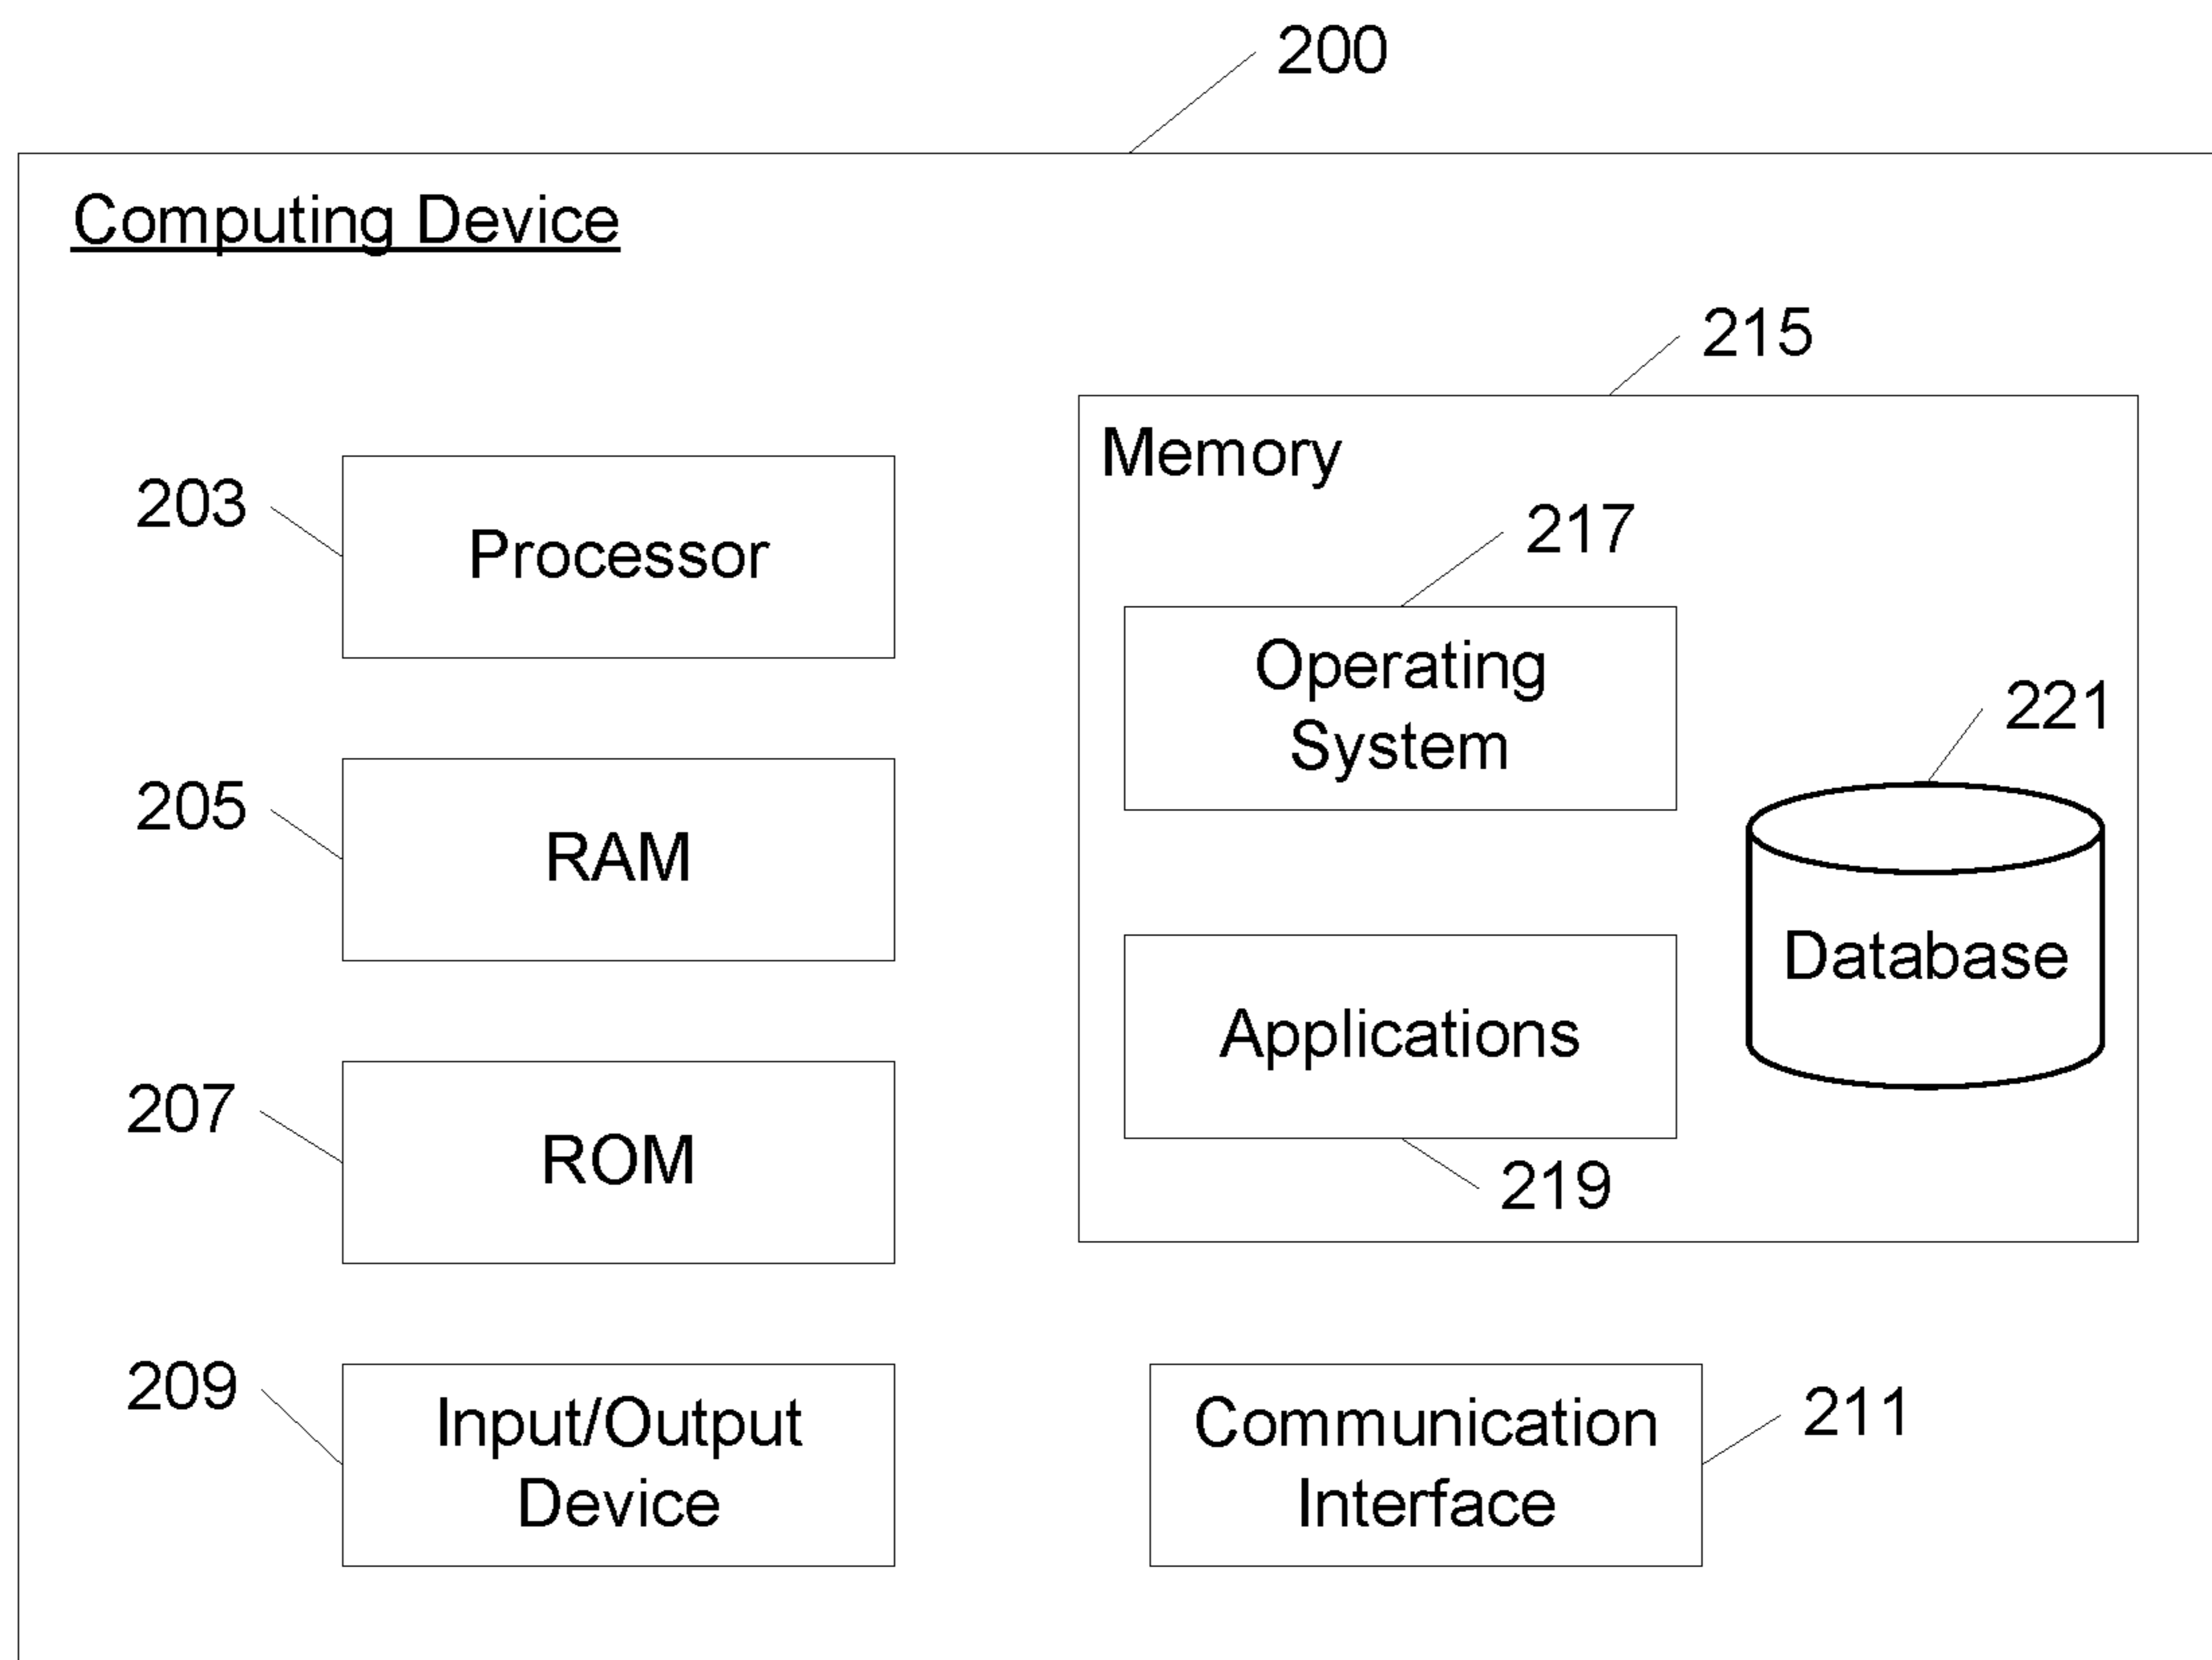 200
Computing Device
215
Memory
203
Processor
217
Operating
System
221
205
RAM
Database
Applications
207
ROM
219
209
Input/Output
Device
Communication
Interface
211